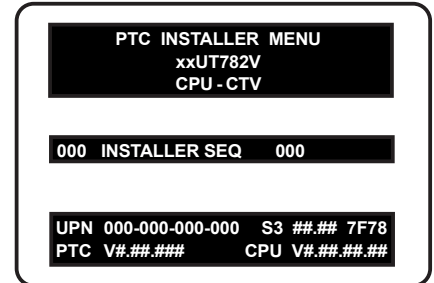 PTC INSTALLER MENU
xxUT782V
CPU - CTV
000 INSTALLER SEQ 000
UPN 000-000-000-000 S3 ##.## 7F78
PTC V#.##.### CPU V#.##.##.##